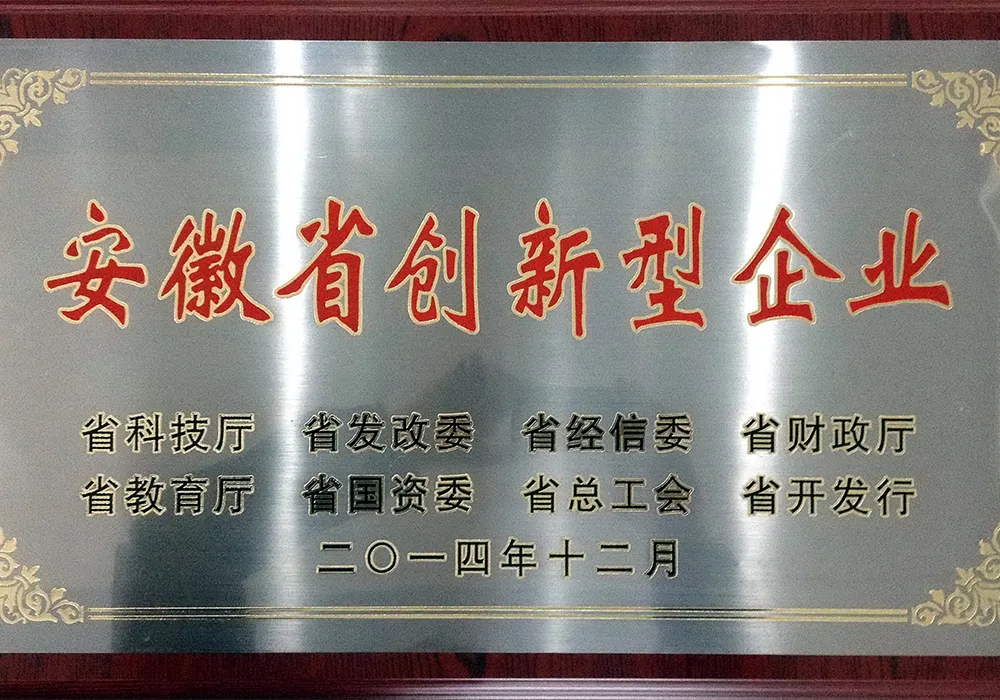 安徽省创新型企业
省科技厅 省发改委 省经信委 省财政厅
省教育厅 省国资委 省总工会 省开发行
二〇一四年十二月